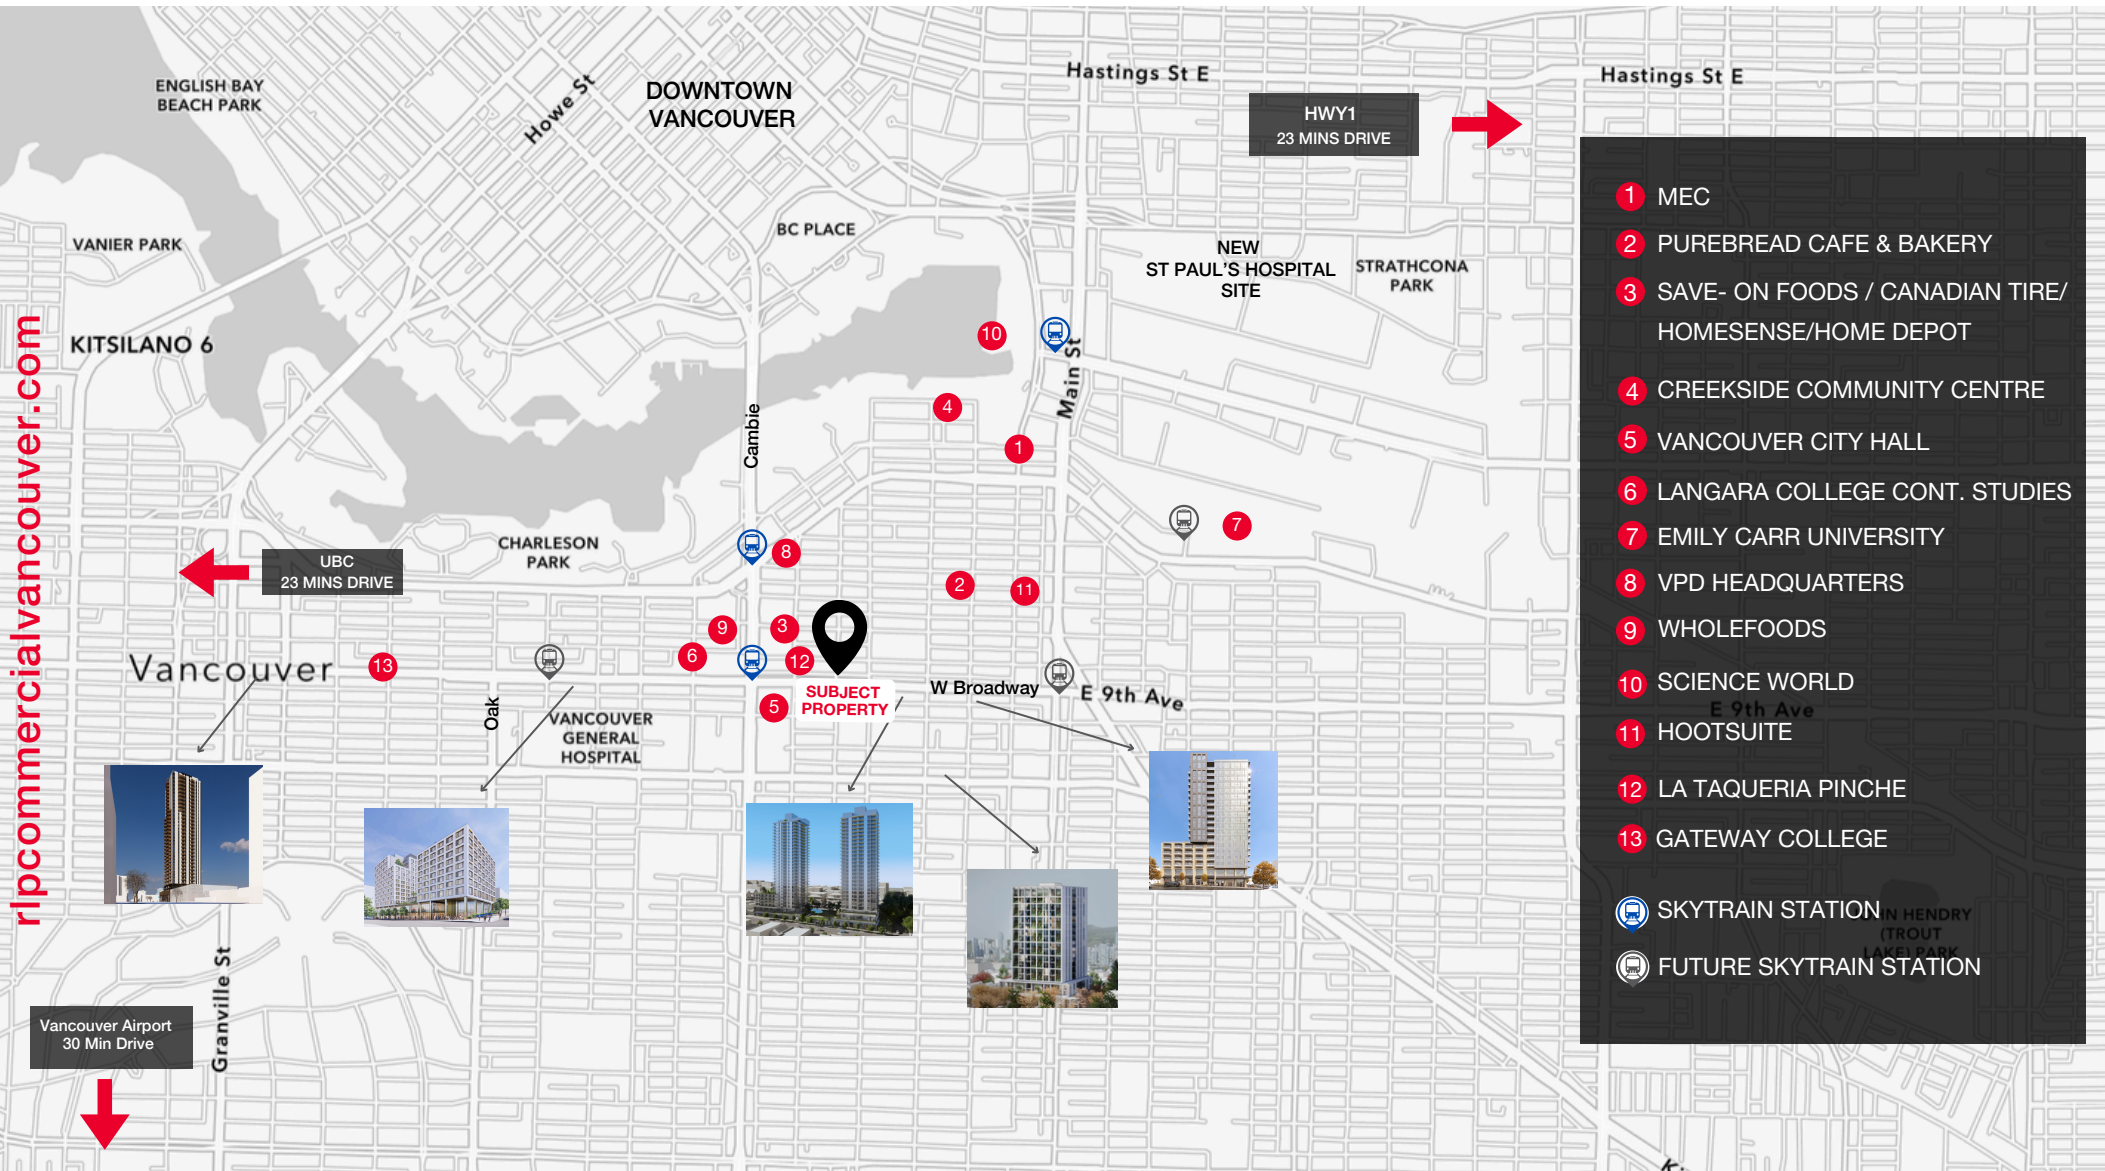 ENGLISH BAY
BEACH PARK
Howe St
DOWNTOWN
VANCOUVER
Hastings St E
Hastings St E
HWY1
23 MINS DRIVE
VANIER PARK
BC PLACE
NEW
ST PAUL'S HOSPITAL
SITE
STRATHCONA
PARK
KITSILANO 6
rlpcommercialvancouver.com
10
Main St
4
Cambie
1
7
CHARLESON
PARK
8
UBC
23 MINS DRIVE
2
11
9
3
6
12
13
Vancouver
SUBJECT
PROPERTY
5
W Broadway
E 9th Ave
Oak
VANCOUVER
GENERAL
HOSPITAL
Granville St
Vancouver Airport
30 Min Drive
1 MEC
2 PUREBREAD CAFE & BAKERY
3 SAVE- ON FOODS / CANADIAN TIRE/
HOMESENSE/HOME DEPOT
4 CREEKSIDE COMMUNITY CENTRE
5 VANCOUVER CITY HALL
6 LANGARA COLLEGE CONT. STUDIES
7 EMILY CARR UNIVERSITY
8 VPD HEADQUARTERS
9 WHOLEFOODS
10 SCIENCE WORLD
E 9th Ave
11 HOOTSUITE
12 LA TAQUERIA PINCHE
13 GATEWAY COLLEGE
SKYTRAIN STATION
HENDRY
(TROUT
LAKE) PARK
FUTURE SKYTRAIN STATION